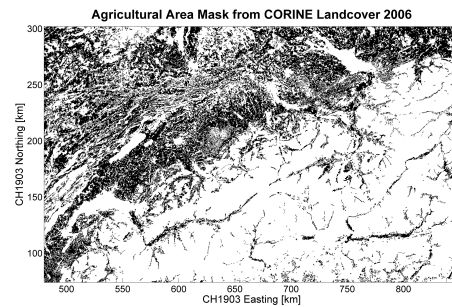 Agricultural Area Mask from CORINE Landcover 2006
300
250
200
150
100
CH1903 Northing [km]
500 550 600 650 700 750 800
CH1903 Easting [km]